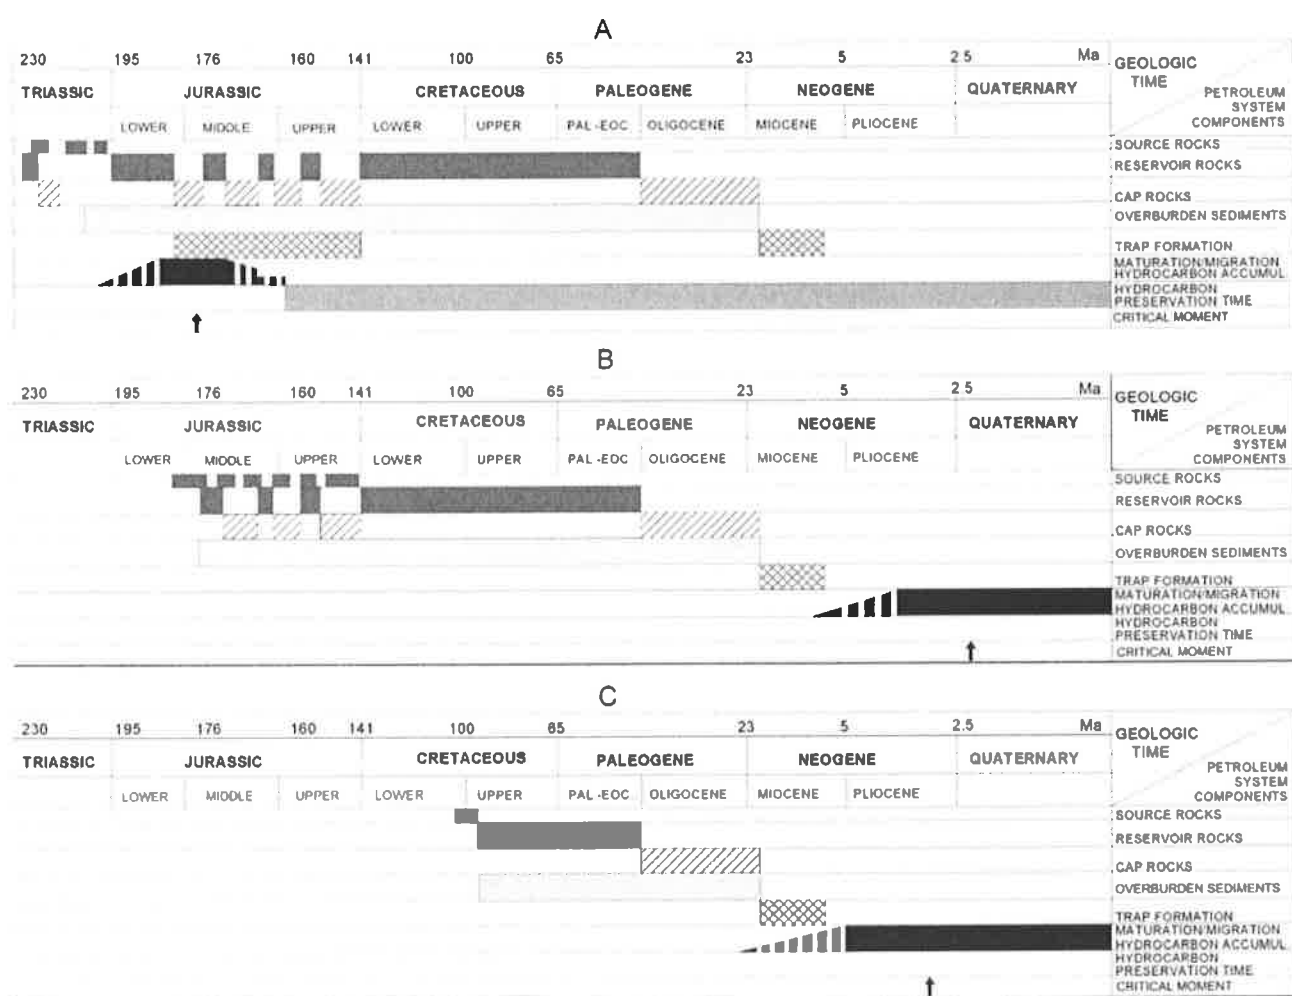 A
230 195 176 160 141 100 65 23 5 2.5 Ma GEOLOGIC
TIME
TRIASSIC JURASSIC CRETACEOUS PALEOGENE NEOGENE QUATERNARY PETROLEUM
SYSTEM
LOWER MIDDLE UPPER LOWER UPPER PAL-EOC OLIGOCENE MIOCENE PLIOCENE COMPONENTS
SOURCE ROCKS
RESERVOIR ROCKS
CAP ROCKS
OVERBURDEN SEDIMENTS
TRAP FORMATION
MATURATION/MIGRATION
HYDROCARBON ACCUMUL.
HYDROCARBON
PRESERVATION TIME
CRITICAL MOMENT
B
230 195 176 160 141 100 65 23 5 2.5 Ma GEOLOGIC
TIME
TRIASSIC JURASSIC CRETACEOUS PALEOGENE NEOGENE QUATERNARY PETROLEUM
SYSTEM
LOWER MIDDLE UPPER LOWER UPPER PAL-EOC OLIGOCENE MIOCENE PLIOCENE COMPONENTS
SOURCE ROCKS
RESERVOIR ROCKS
CAP ROCKS
OVERBURDEN SEDIMENTS
TRAP FORMATION
MATURATION/MIGRATION
HYDROCARBON ACCUMUL.
HYDROCARBON
PRESERVATION TIME
CRITICAL MOMENT
C
230 195 176 160 141 100 65 23 5 2.5 Ma GEOLOGIC
TIME
TRIASSIC JURASSIC CRETACEOUS PALEOGENE NEOGENE QUATERNARY PETROLEUM
SYSTEM
LOWER MIDDLE UPPER LOWER UPPER PAL-EOC OLIGOCENE MIOCENE PLIOCENE COMPONENTS
SOURCE ROCKS
RESERVOIR ROCKS
CAP ROCKS
OVERBURDEN SEDIMENTS
TRAP FORMATION
MATURATION/MIGRATION
HYDROCARBON ACCUMUL.
HYDROCARBON
PRESERVATION TIME
CRITICAL MOMENT